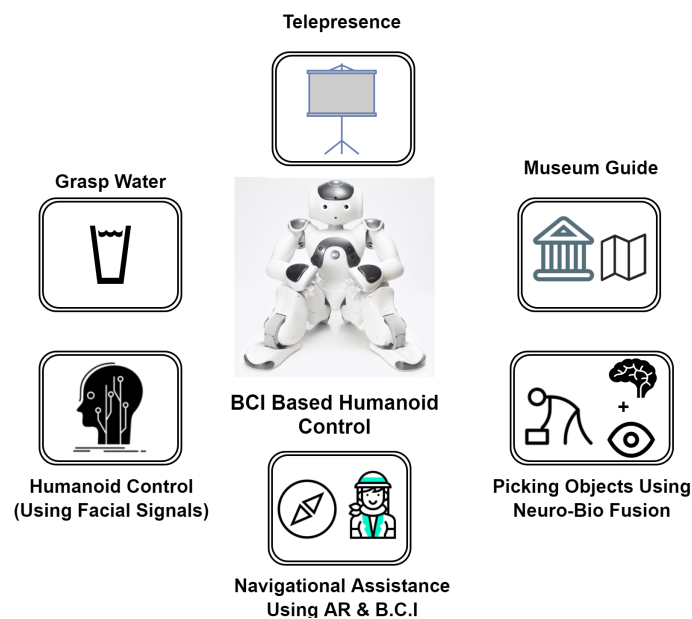 Telepresence
Grasp Water
Museum Guide
BCI Based Humanoid
Control
+
Humanoid Control
(Using Facial Signals)
Picking Objects Using
Neuro-Bio Fusion
Navigational Assistance
Using AR & B.C.I